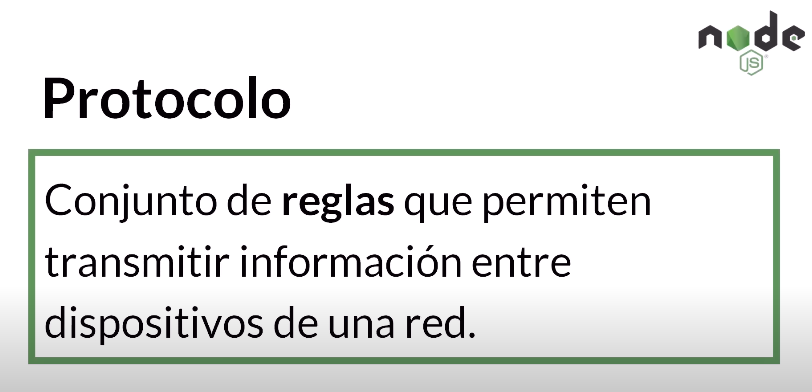 node
JS
Protocolo
Conjunto de reglas que permiten
transmitir información entre
dispositivos de una red.